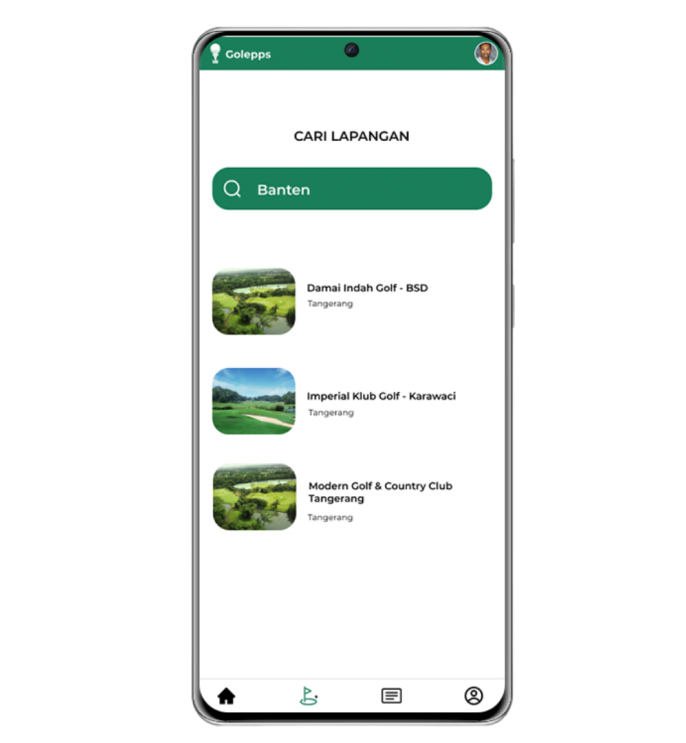 Golepps
CARI LAPANGAN
Banten
Damai Indah Golf - BSD
Tangerang
Imperial Klub Golf - Karawaci
Tangerang
Modern Golf & Country Club
Tangerang
Tangerang